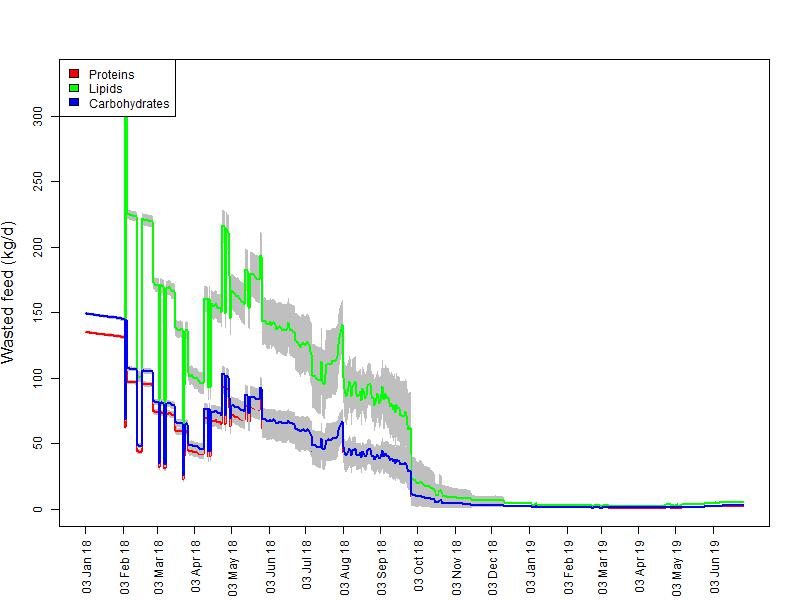 Proteins
Lipids
Carbohydrates
Wasted feed (kg/d)
300
250
200
150
100
50
0
03 Jan 18
03 Feb 18
03 Mar 18
03 Apr 18
03 May 18
03 Jun 18
03 Jul 18
03 Aug 18
03 Sep 18
03 Oct 18
03 Nov 18
03 Dec 18
03 Jan 19
03 Feb 19
03 Mar 19
03 Apr 19
03 May 19
03 Jun 19